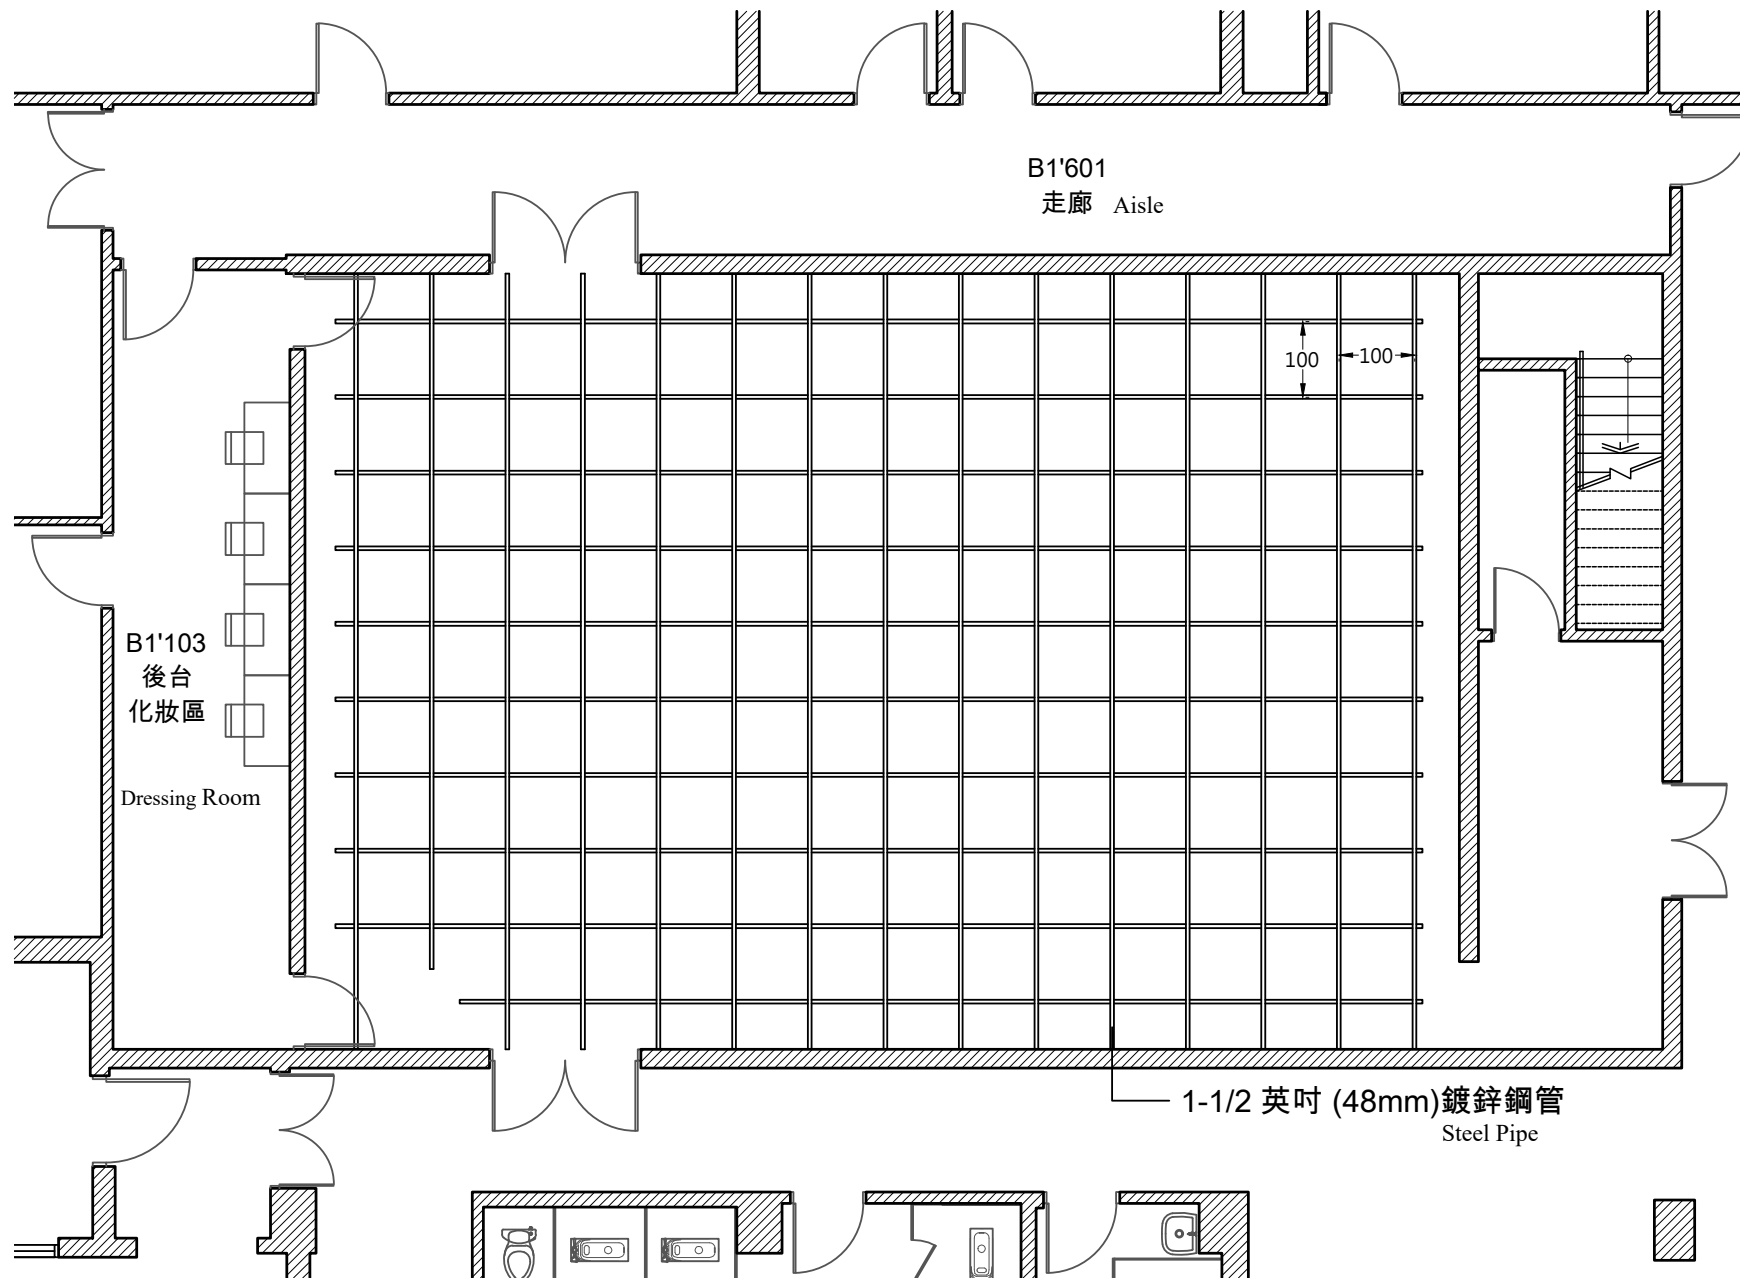 B1'601
走廊 Aisle
100
100
B1'103
後台
化妝區
Dressing Room
1-1/2 英吋 (48mm)鍍鋅鋼管
Steel Pipe